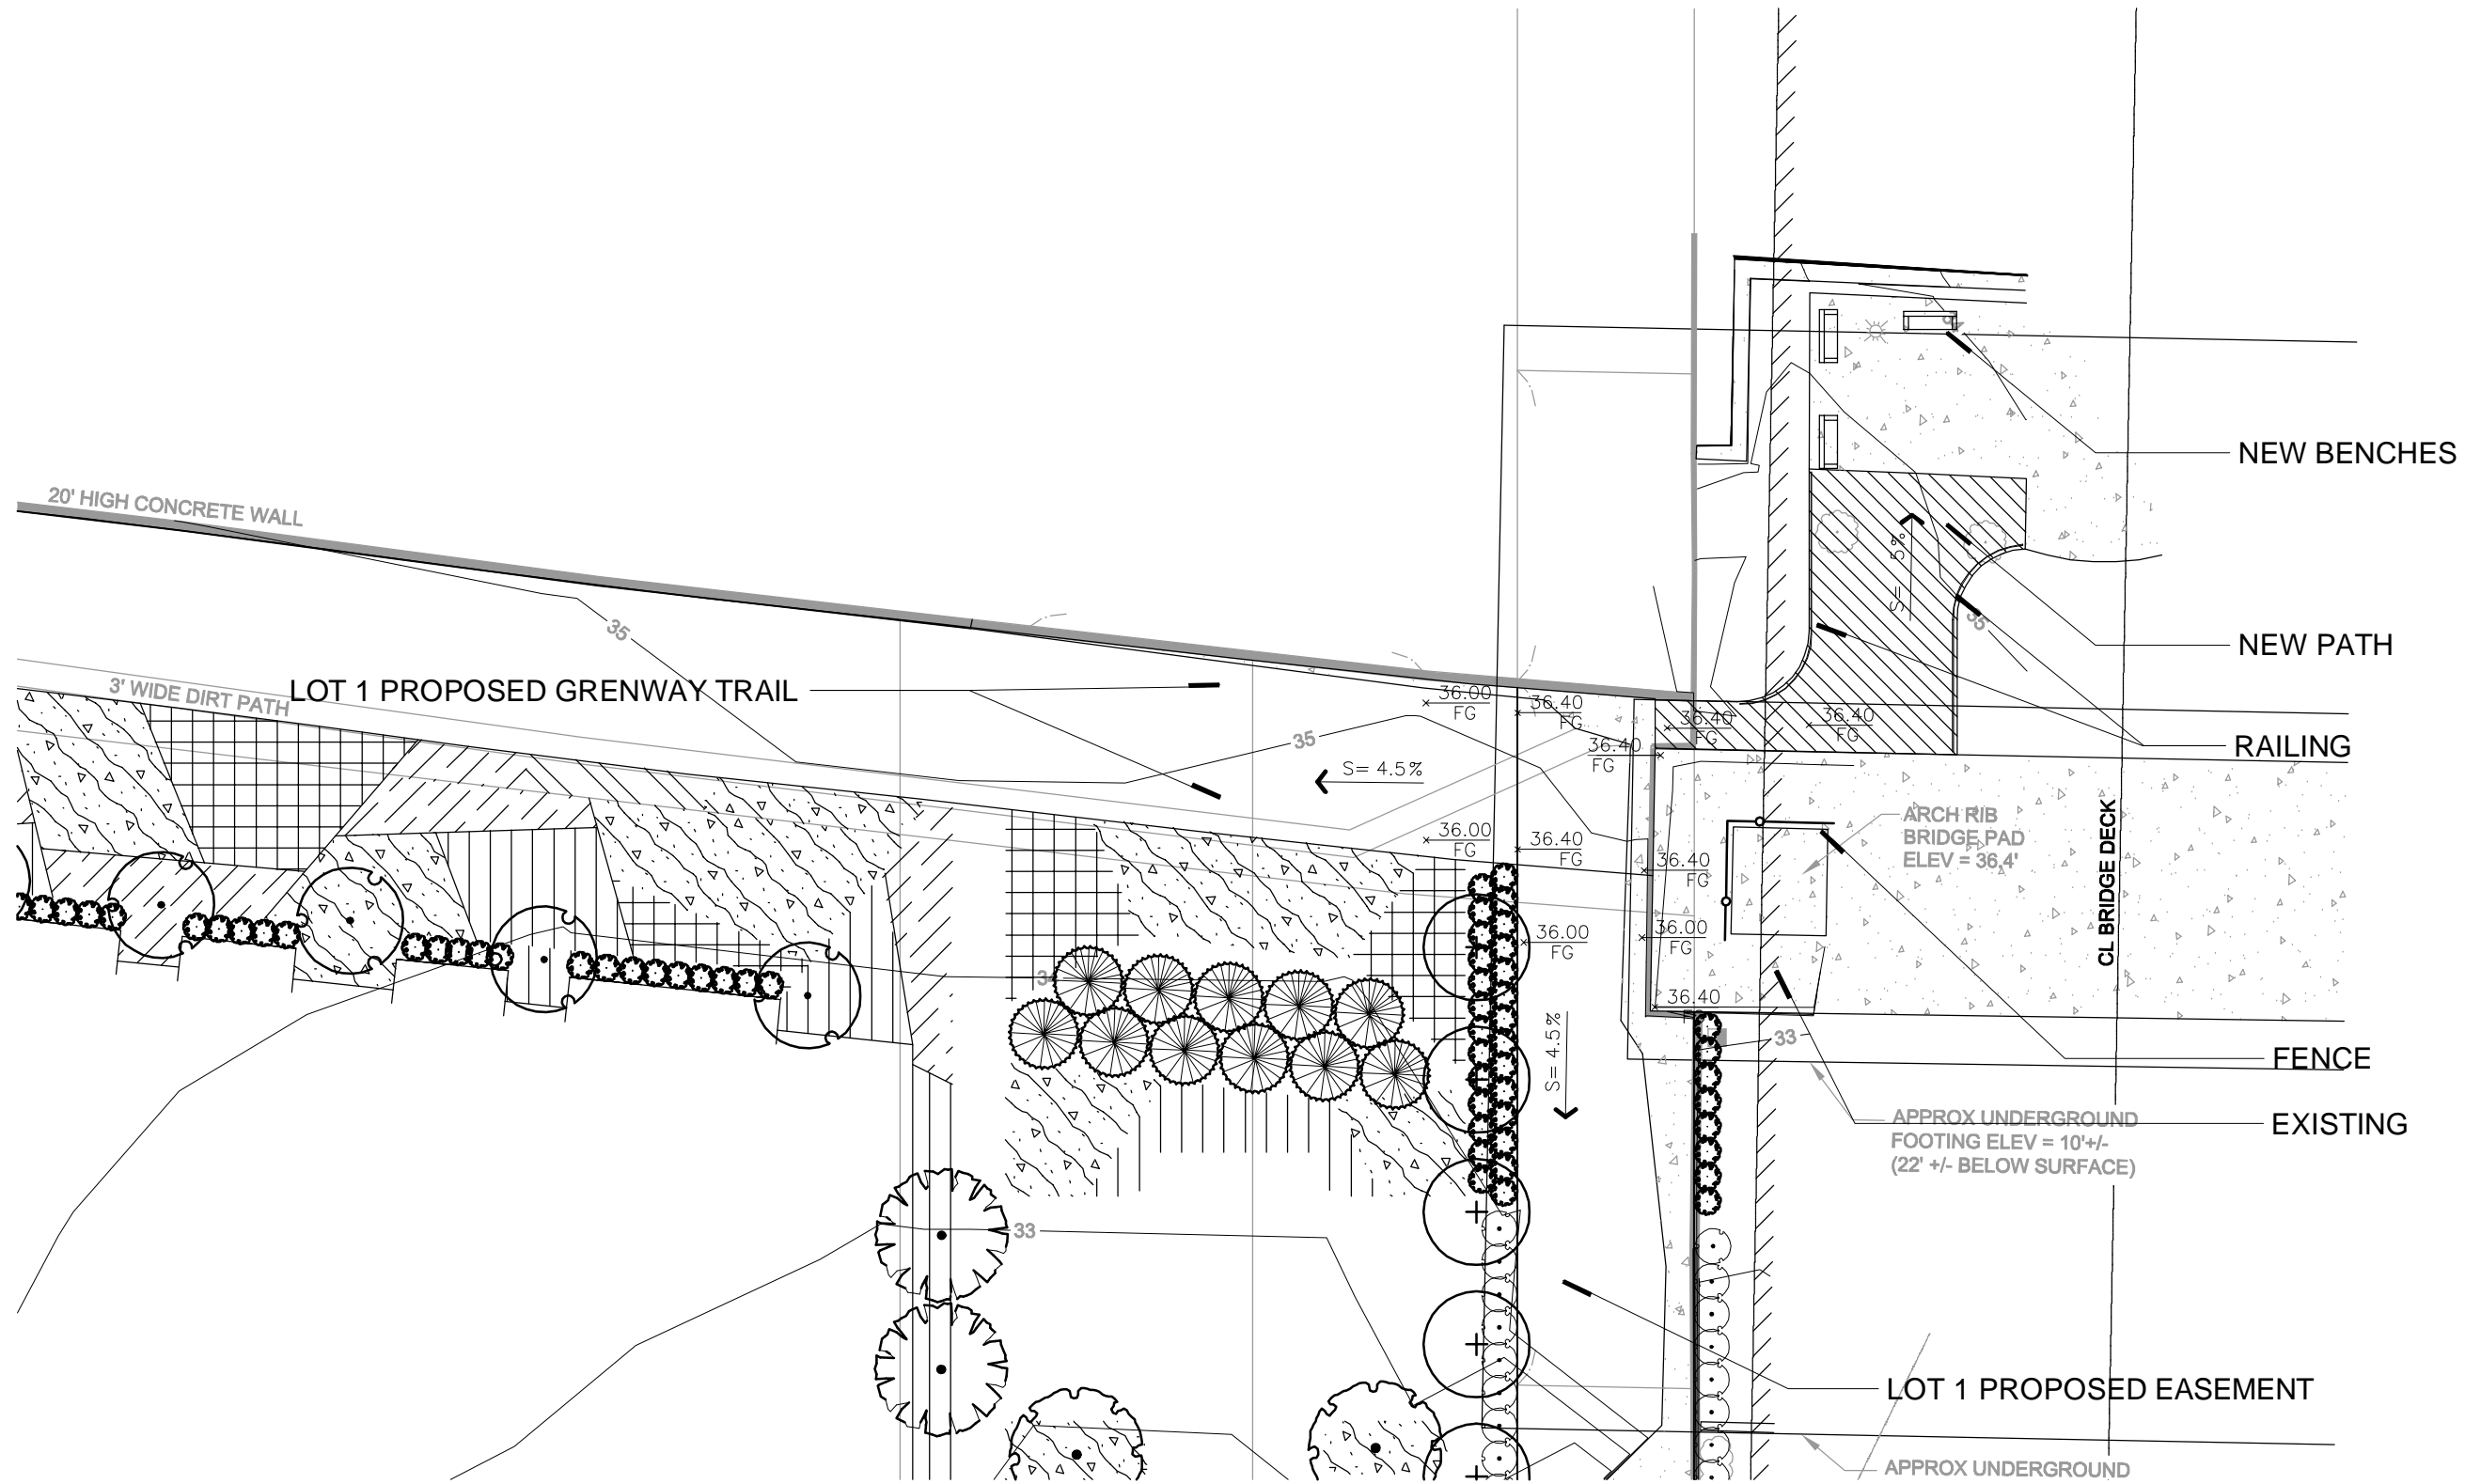 NEW BENCHES
20' HIGH CONCRETE WALL
S= 5%
35
35
NEW PATH
3' WIDE DIRT PATH
LOT 1 PROPOSED GRENWAY TRAIL
36.00
FG
36.40
FG
36.40
FG
36.40
FG
35
36.40
FG
RAILING
S= 4.5%
ARCH RIB
BRIDGE PAD
ELEV = 36.4'
CL BRIDGE DECK
36.00
FG
36.40
FG
36.40
FG
36.00
FG
36.00
FG
36.40
S= 4.5%
33
FENCE
APPROX UNDERGROUND
FOOTING ELEV = 10'+/-
(22' +/- BELOW SURFACE)
EXISTING
33
LOT 1 PROPOSED EASEMENT
APPROX UNDERGROUND